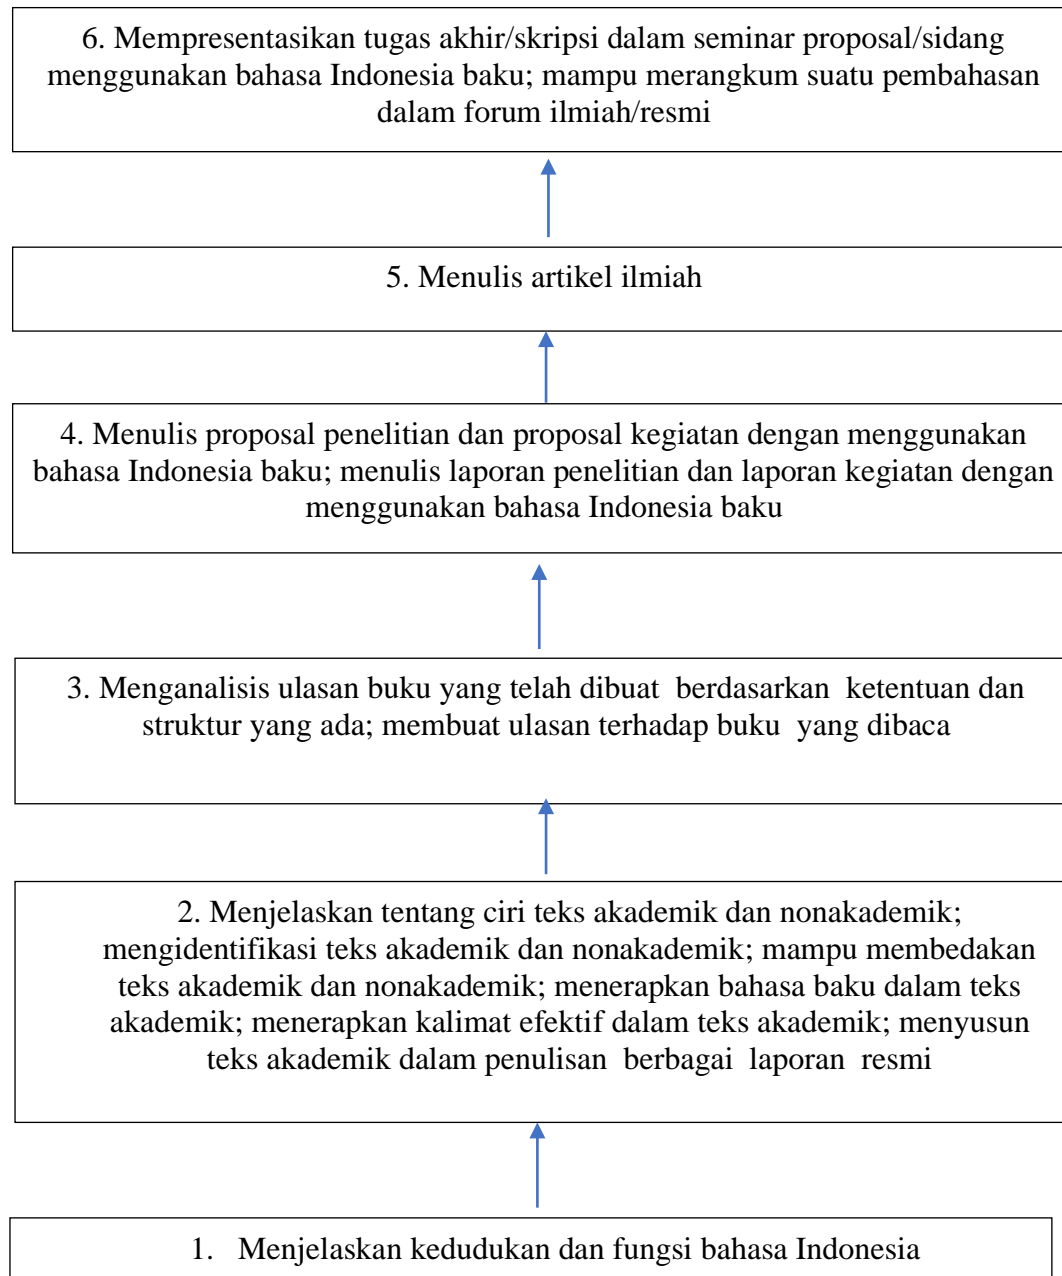 6. Mempresentasikan tugas akhir/skripsi dalam seminar proposal/sidang
menggunakan bahasa Indonesia baku; mampu merangkum suatu pembahasan
dalam forum ilmiah/resmi
5. Menulis artikel ilmiah
4. Menulis proposal penelitian dan proposal kegiatan dengan menggunakan
bahasa Indonesia baku; menulis laporan penelitian dan laporan kegiatan dengan
menggunakan bahasa Indonesia baku
3. Menganalisis ulasan buku yang telah dibuat berdasarkan ketentuan dan
struktur yang ada; membuat ulasan terhadap buku yang dibaca
2. Menjelaskan tentang ciri teks akademik dan nonakademik;
mengidentifikasi teks akademik dan nonakademik; mampu membedakan
teks akademik dan nonakademik; menerapkan bahasa baku dalam teks
akademik; menerapkan kalimat efektif dalam teks akademik; menyusun
teks akademik dalam penulisan berbagai laporan resmi
1. Menjelaskan kedudukan dan fungsi bahasa Indonesia